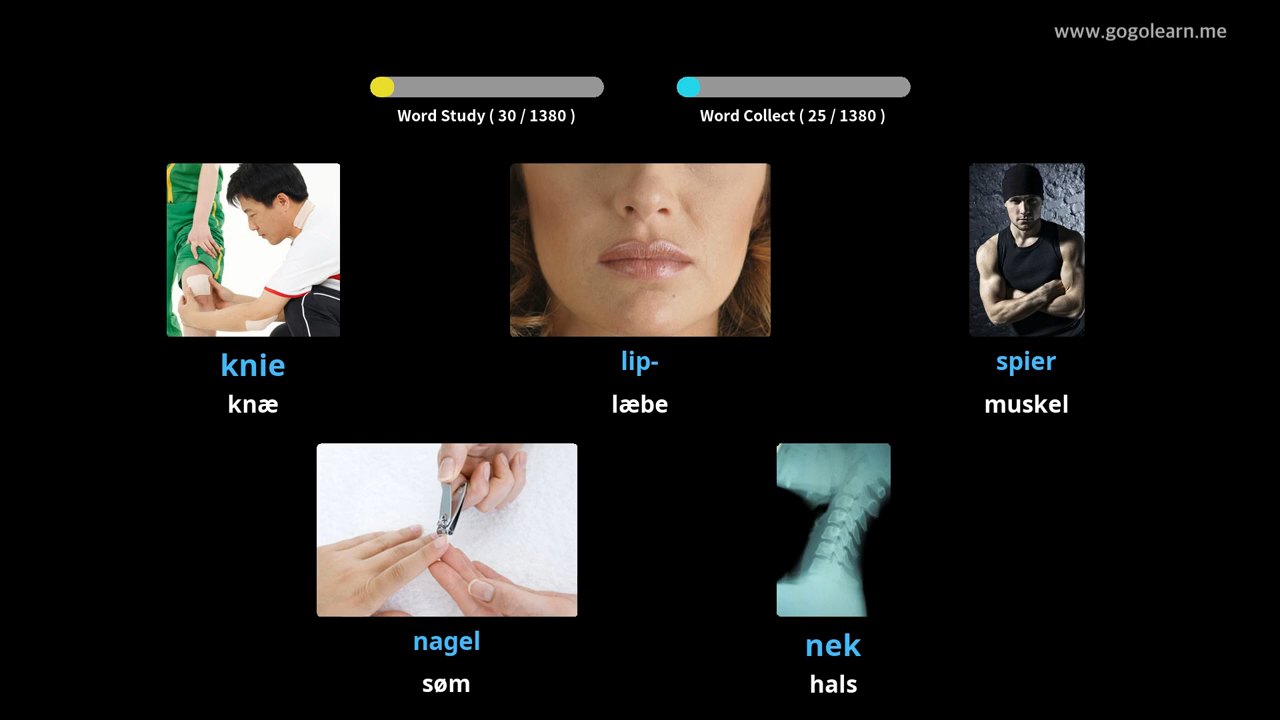 www.gogolearn.me
Word Study ( 30 / 1380 )
Word Collect ( 25 / 1380 )
knie
knæ
lip-
læbe
spier
muskel
nagel
søm
nek
hals